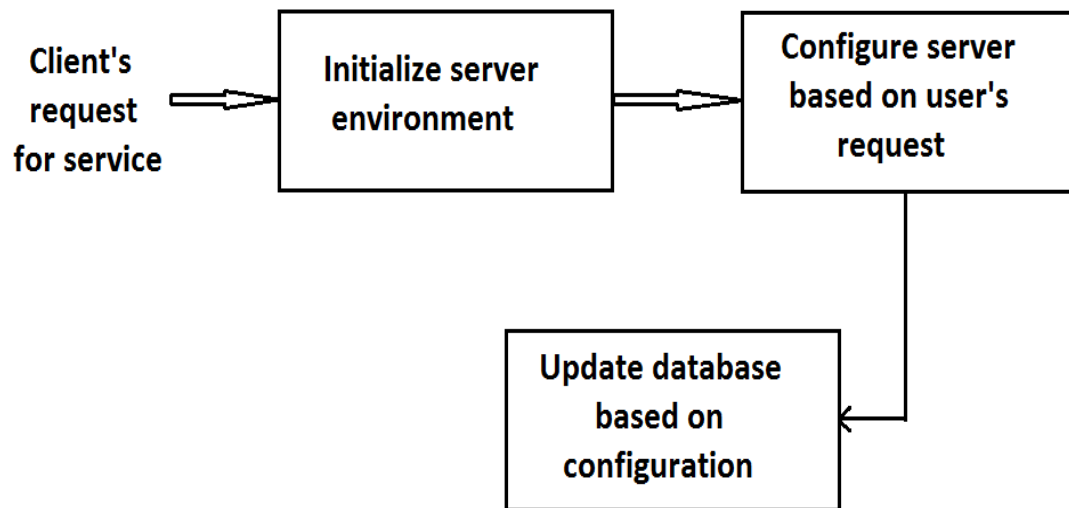 Client's
request
for service
Initialize server
environment
Configure server
based on user's
request
Update database
based on
configuration